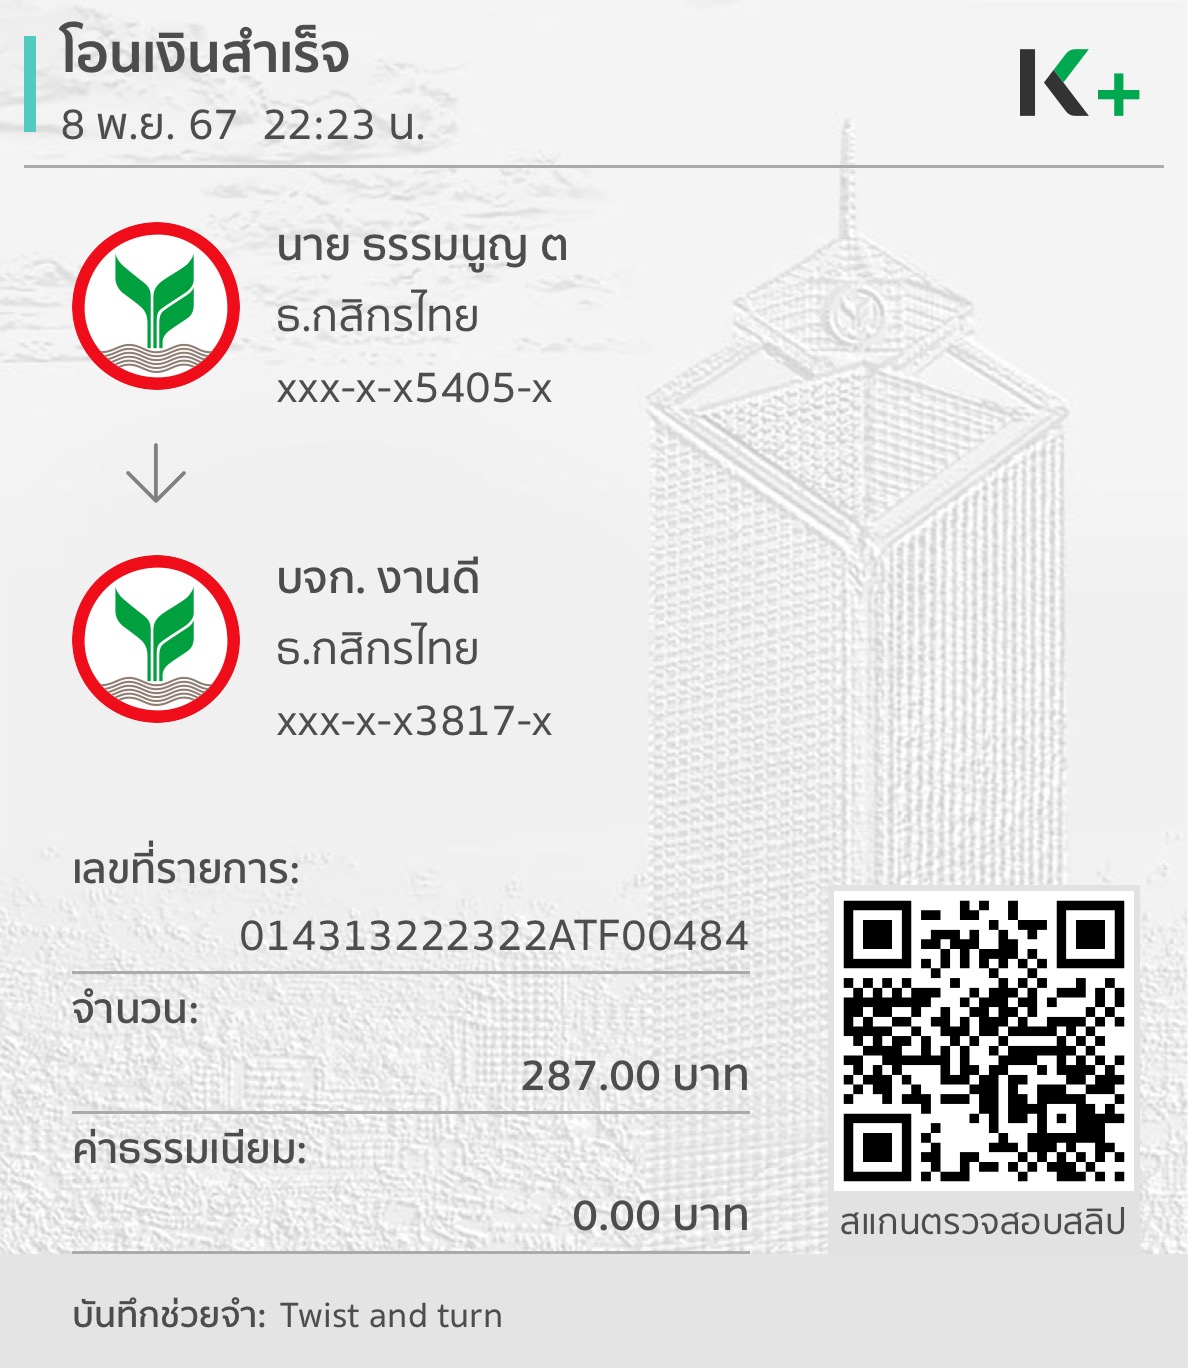 โอนเงินสำเร็จ
8 พ.ย. 67 22:23 น.
K+
นาย ธรรมนูญ ต
ธ.กสิกรไทย
xxx-x-x5405-x
บจก. งานดี
ธ.กสิกรไทย
xxx-x-x3817-x
เลขที่รายการ:
014313222322ATF00484
จำนวน:
287.00 บาท
ค่าธรรมเนียม:
0.00 บาท
สแกนตรวจสอบสลิป
บันทึกช่วยจำ: Twist and turn